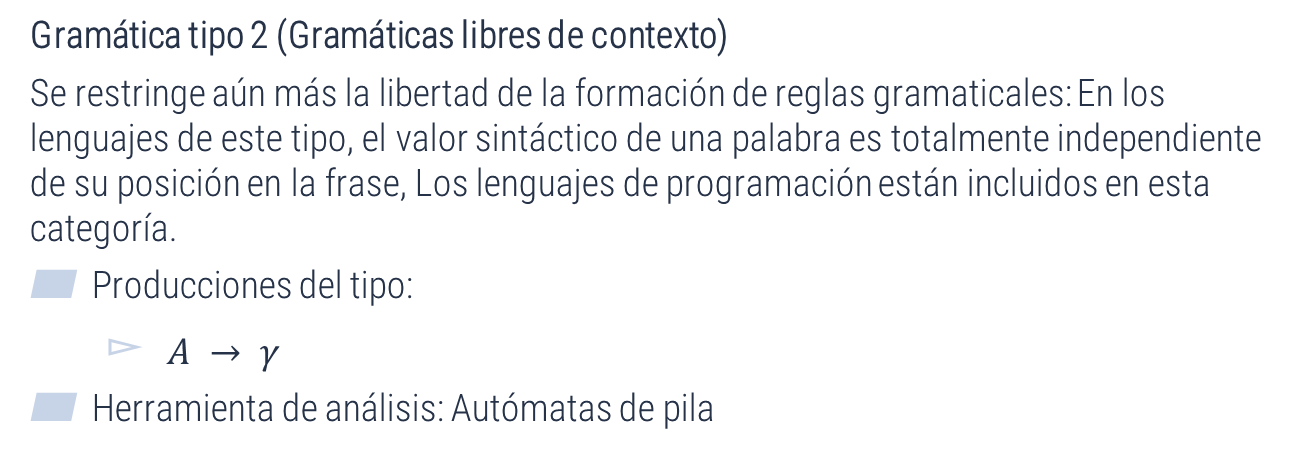 Gramática tipo 2 (Gramáticas libres de contexto)
Se restringe aún más la libertad de la formación de reglas gramaticales: En los
lenguajes de este tipo, el valor sintáctico de una palabra es totalmente independiente
de su posición en la frase, Los lenguajes de programación están incluidos en esta
categoría.
Producciones del tipo:
A → γ
Herramienta de análisis: Autómatas de pila